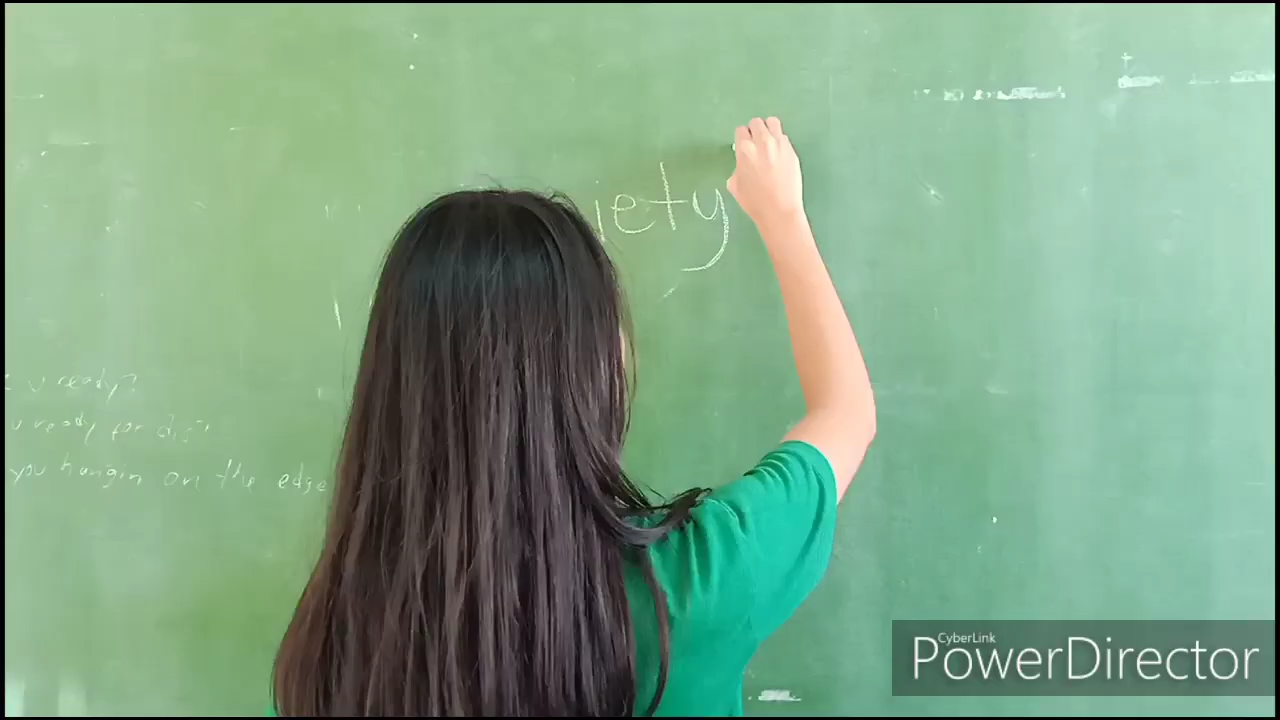 iety
u ready?
u ready for
you hangin on the edge
CyberLink
PowerDirector